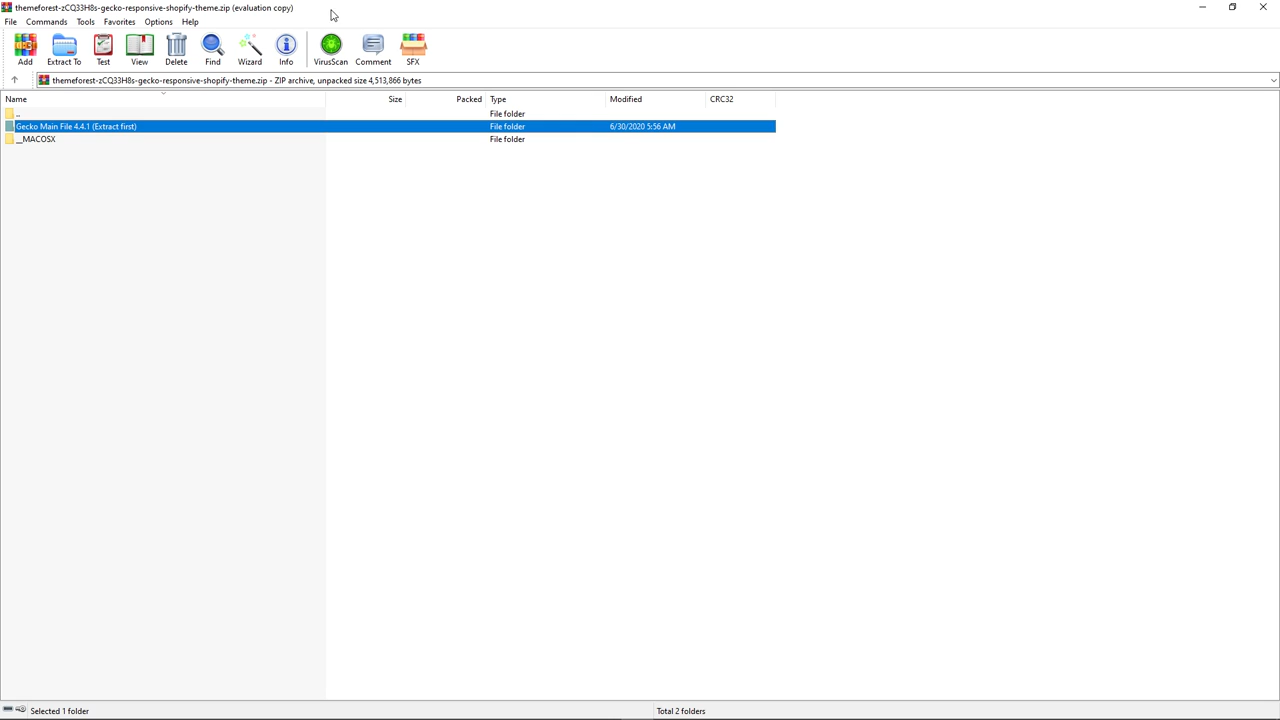 themeforest-zCQ33H8s-gecko-responsive-shopify-theme.zip (evaluation copy)
File Commands Tools Favorites Options Help
Add Extract To Test View Delete Find Wizard Info VirusScan Comment SFX
themeforest-zCQ33H8s-gecko-responsive-shopify-theme.zip - ZIP archive, unpacked size 4,513,866 bytes
Name Size Packed Type Modified CRC32
.. File folder
Gecko Main File 4.4.1 (Extract first) File folder 6/30/2020 5:56 AM
__MACOSX File folder
Selected 1 folder Total 2 folders